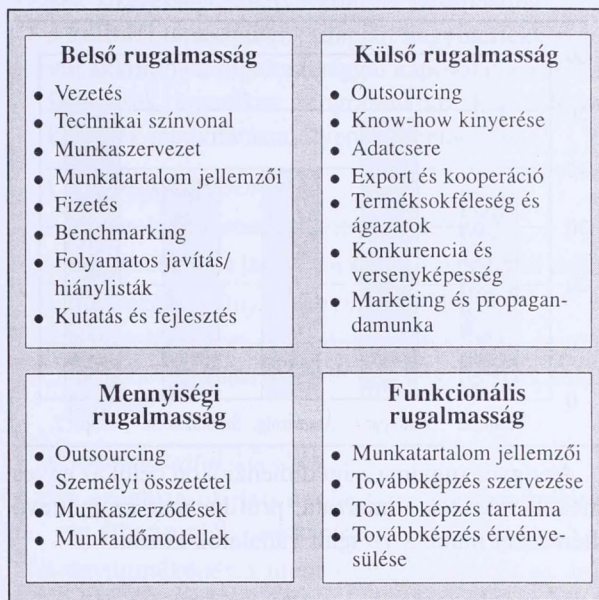 Belső rugalmasság
• Vezetés
• Technikai színvonal
• Munkaszervezet
• Munkatartalom jellemzői
• Fizetés
• Benchmarking
• Folyamatos javítás/
hiánylisták
• Kutatás és fejlesztés
Külső rugalmasság
• Outsourcing
• Know-how kinyerése
• Adatcsere
• Export és kooperáció
• Terméksokféleség és
ágazatok
• Konkurencia és
versenyképesség
• Marketing és propagan-
damunka
Mennyiségi
rugalmasság
• Outsourcing
• Személyi összetétel
• Munkaszerződések
• Munkaidőmodellek
Funkcionális
rugalmasság
• Munkatartalom jellemzői
• Továbbképzés szervezése
• Továbbképzés tartalma
• Továbbképzés érvénye-
sülése